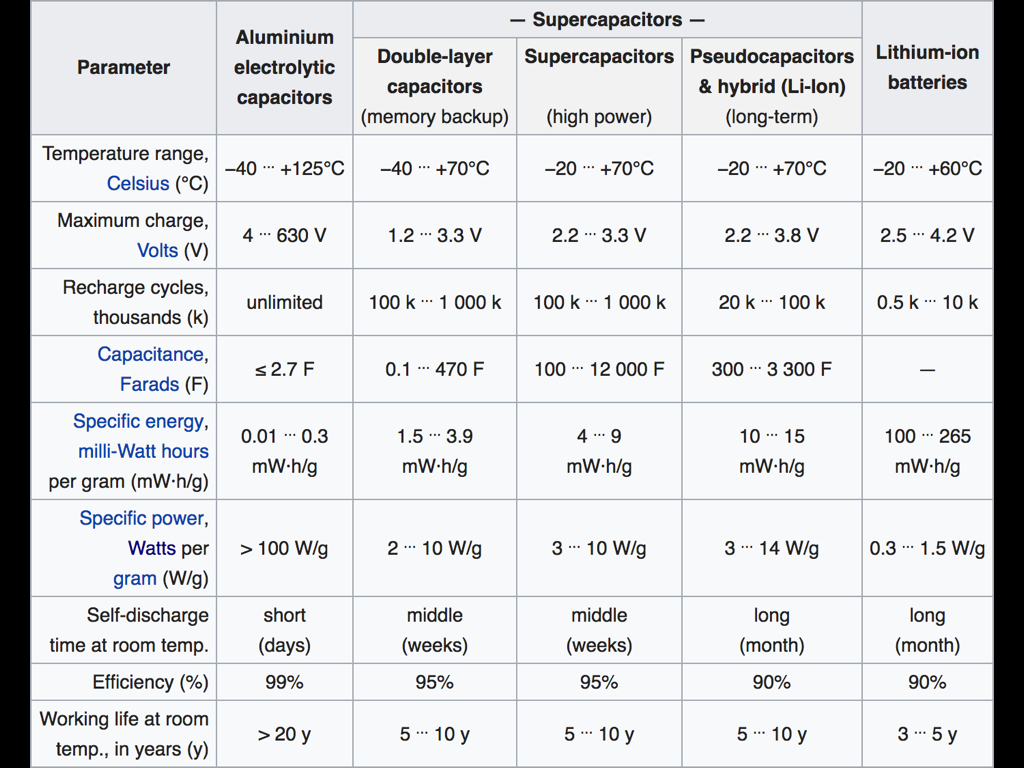 Parameter
Aluminium
electrolytic
capacitors
— Supercapacitors —
Double-layer
capacitors
(memory backup)
Supercapacitors
(high power)
Pseudocapacitors
& hybrid (Li-Ion)
(long-term)
Lithium-ion
batteries
Temperature range,
Celsius (°C)
−40 ··· +125°C
−40 ··· +70°C
−20 ··· +70°C
−20 ··· +70°C
−20 ··· +60°C
Maximum charge,
Volts (V)
4 ··· 630 V
1.2 ··· 3.3 V
2.2 ··· 3.3 V
2.2 ··· 3.8 V
2.5 ··· 4.2 V
Recharge cycles,
thousands (k)
unlimited
100 k ··· 1 000 k
100 k ··· 1 000 k
20 k ··· 100 k
0.5 k ··· 10 k
Capacitance,
Farads (F)
≤ 2.7 F
0.1 ··· 470 F
100 ··· 12 000 F
300 ··· 3 300 F
—
Specific energy,
milli-Watt hours
per gram (mW·h/g)
0.01 ··· 0.3
mW·h/g
1.5 ··· 3.9
mW·h/g
4 ··· 9
mW·h/g
10 ··· 15
mW·h/g
100 ··· 265
mW·h/g
Specific power,
Watts per
gram (W/g)
> 100 W/g
2 ··· 10 W/g
3 ··· 10 W/g
3 ··· 14 W/g
0.3 ··· 1.5 W/g
Self-discharge
time at room temp.
short
(days)
middle
(weeks)
middle
(weeks)
long
(month)
long
(month)
Efficiency (%)
99%
95%
95%
90%
90%
Working life at room
temp., in years (y)
> 20 y
5 ··· 10 y
5 ··· 10 y
5 ··· 10 y
3 ··· 5 y